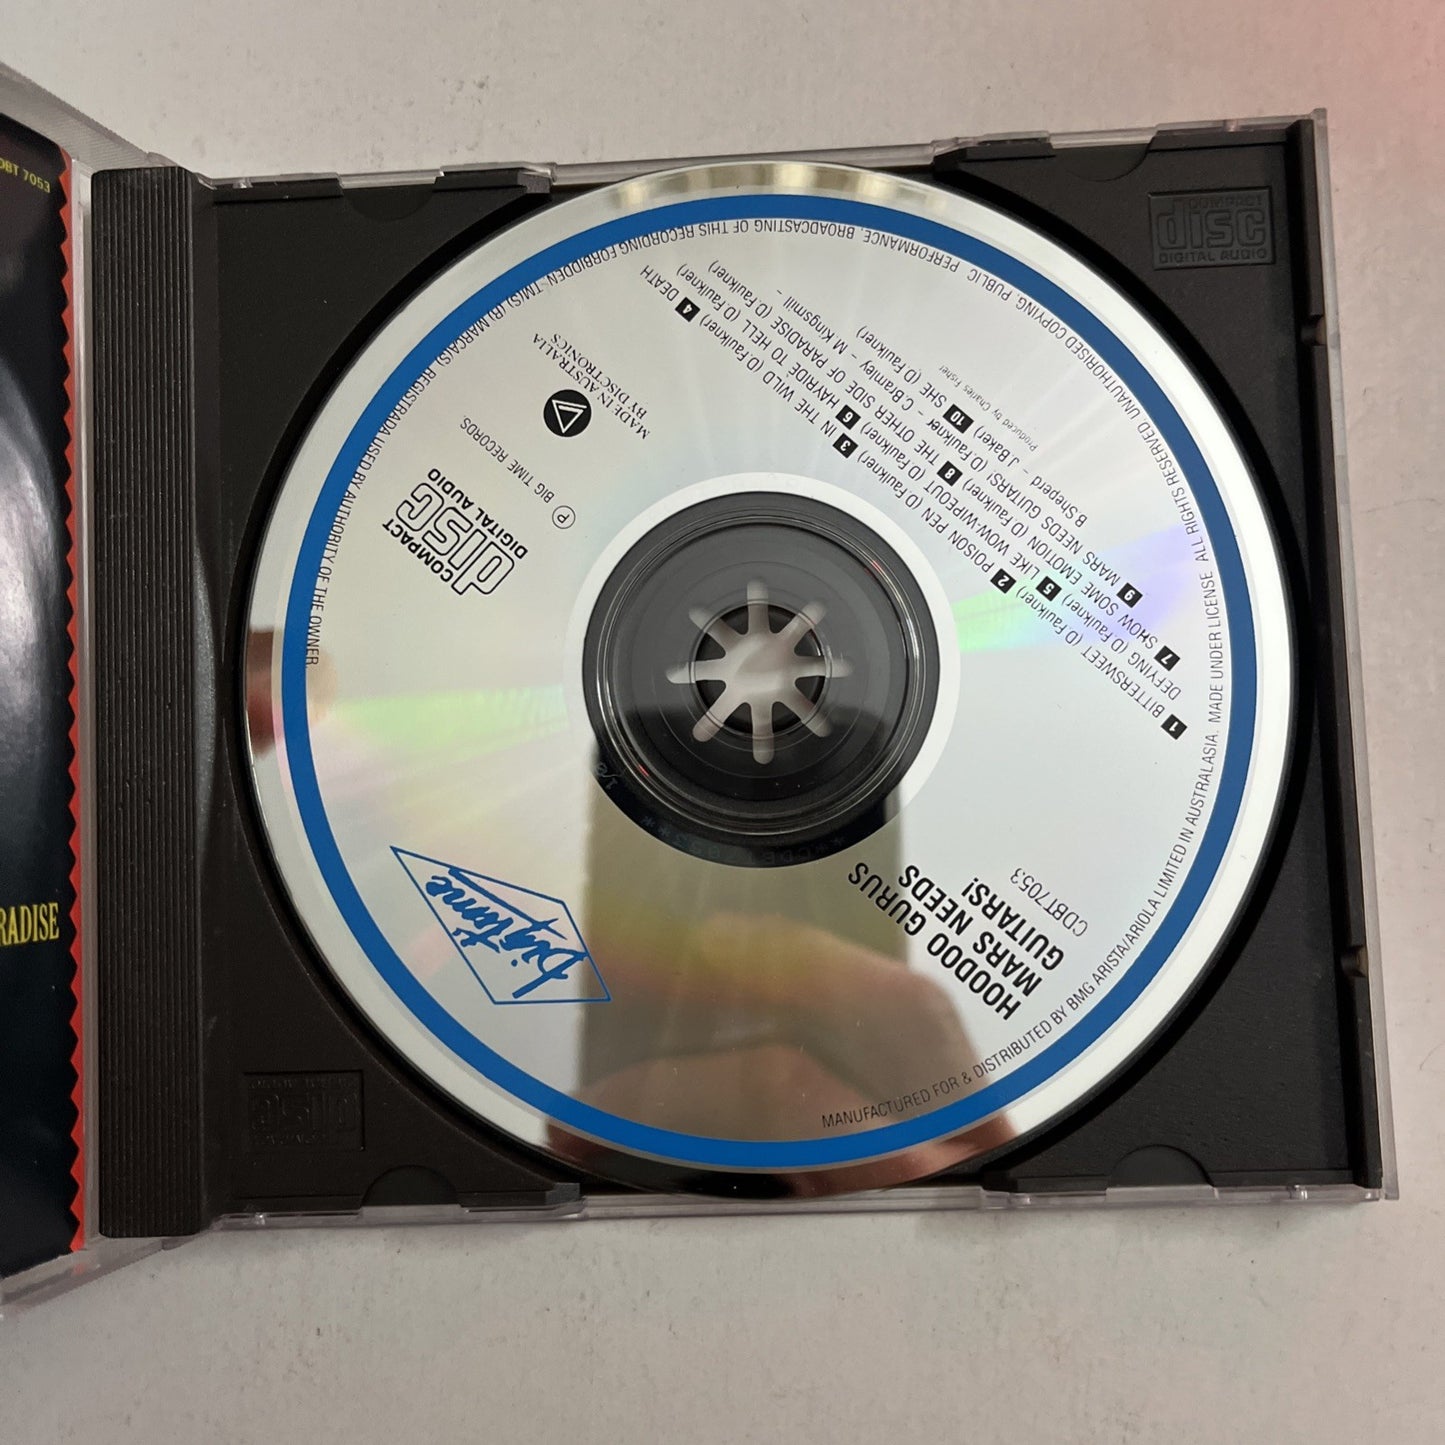 DBT 7053
RADISE
COMPACT
disc
DIGITAL AUDIO
HOODOO GURUS
MARS NEEDS
GUITARS!
CDBT7053
big time
1 BITTERSWEET (D.Faulkner) 2 POISON PEN (D.Faulkner) 3 IN THE WILD (D.Faulkner) 4 DEATH
DEFYING (D.Faulkner) 5 LIKE WOW-WIPEOUT (D.Faulkner) 6 HAYRIDE TO HELL (D.Faulkner)
7 SHOW SOME EMOTION (D.Faulkner) 8 THE OTHER SIDE OF PARADISE (D.Faulkner)
9 MARS NEEDS GUITARS! (D.Faulkner – C Bramley – M Kingsmill –
B.Sheperd – J Baker) 10 SHE (D.Faulkner)
Produced by Charles Fisher
COMPACT
disc
DIGITAL AUDIO
Ⓟ BIG TIME RECORDS.
MADE IN AUSTRALIA
BY DISCTRONICS
MANUFACTURED FOR & DISTRIBUTED BY BMG ARISTA/ARIOLA LIMITED IN AUSTRALASIA. MADE UNDER LICENSE ALL RIGHTS RESERVED. UNAUTHORISED COPYING, PUBLIC PERFORMANCE, BROADCASTING OF THIS RECORDING FORBIDDEN. TM(S) (R) MARCA(S) REGISTRADA USED BY AUTHORITY OF THE OWNER.